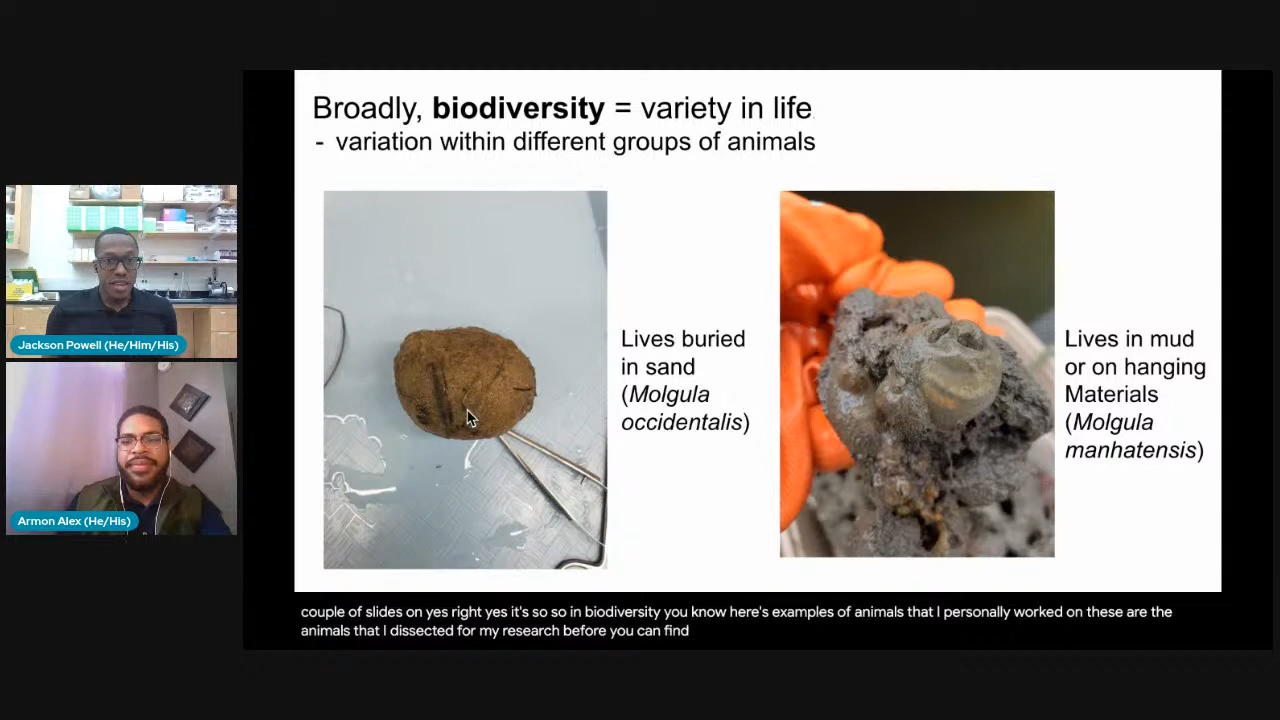 Broadly, biodiversity = variety in life
- variation within different groups of animals
Lives buried
in sand
(Molgula
occidentalis)
Lives in mud
or on hanging
Materials
(Molgula
manhatensis)
Jackson Powell (He/Him/His)
Armon Alex (He/His)
couple of slides on yes right yes it's so so in biodiversity you know here's examples of animals that I personally worked on these are the
animals that I dissected for my research before you can find